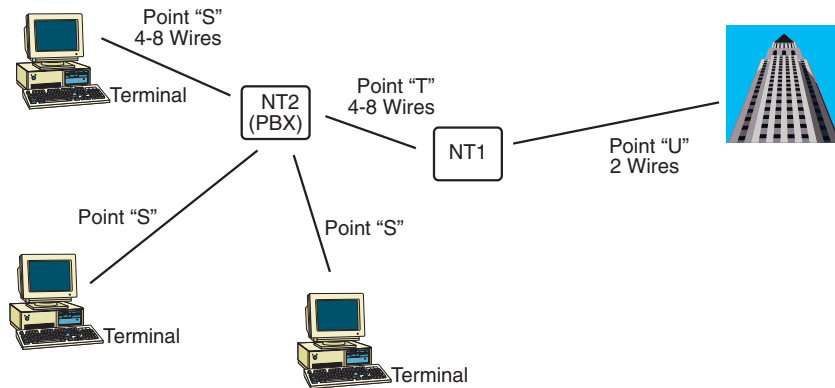 Point “S”
4-8 Wires
Terminal
NT2
(PBX)
Point “T”
4-8 Wires
NT1
Point “U”
2 Wires
Point “S”
Point “S”
Terminal
Terminal